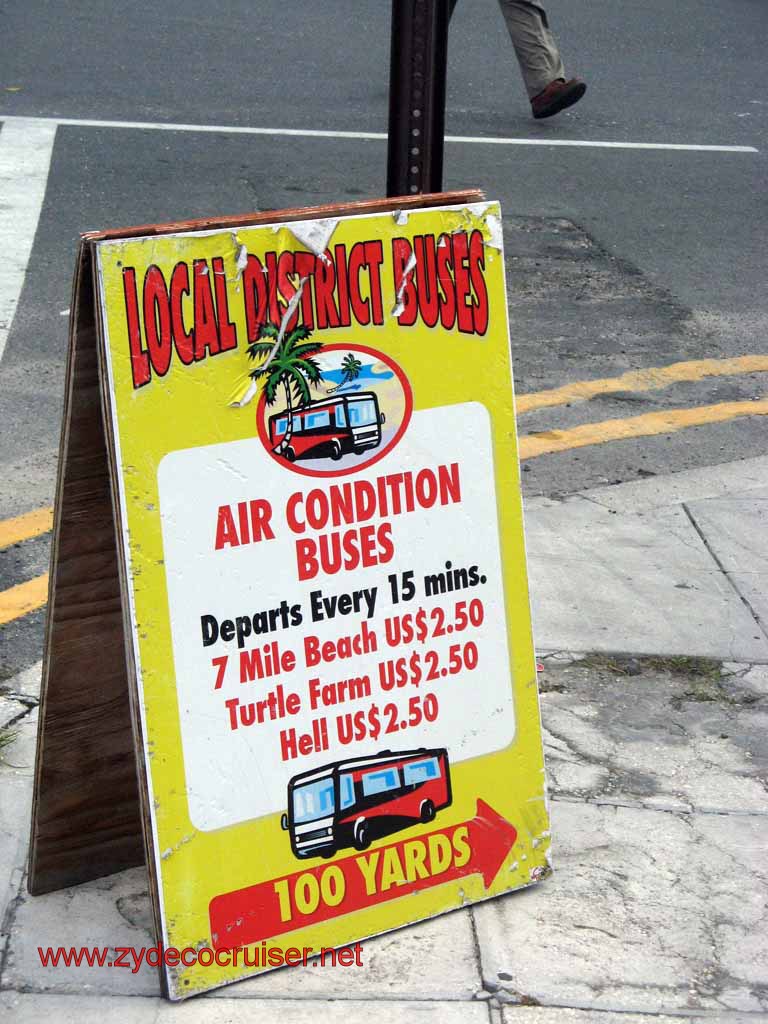 LOCAL DISTRICT BUSES
AIR CONDITION
BUSES
Departs Every 15 mins.
7 Mile Beach US$2.50
Turtle Farm US$2.50
Hell US$2.50
100 YARDS
www.zydecocruiser.net